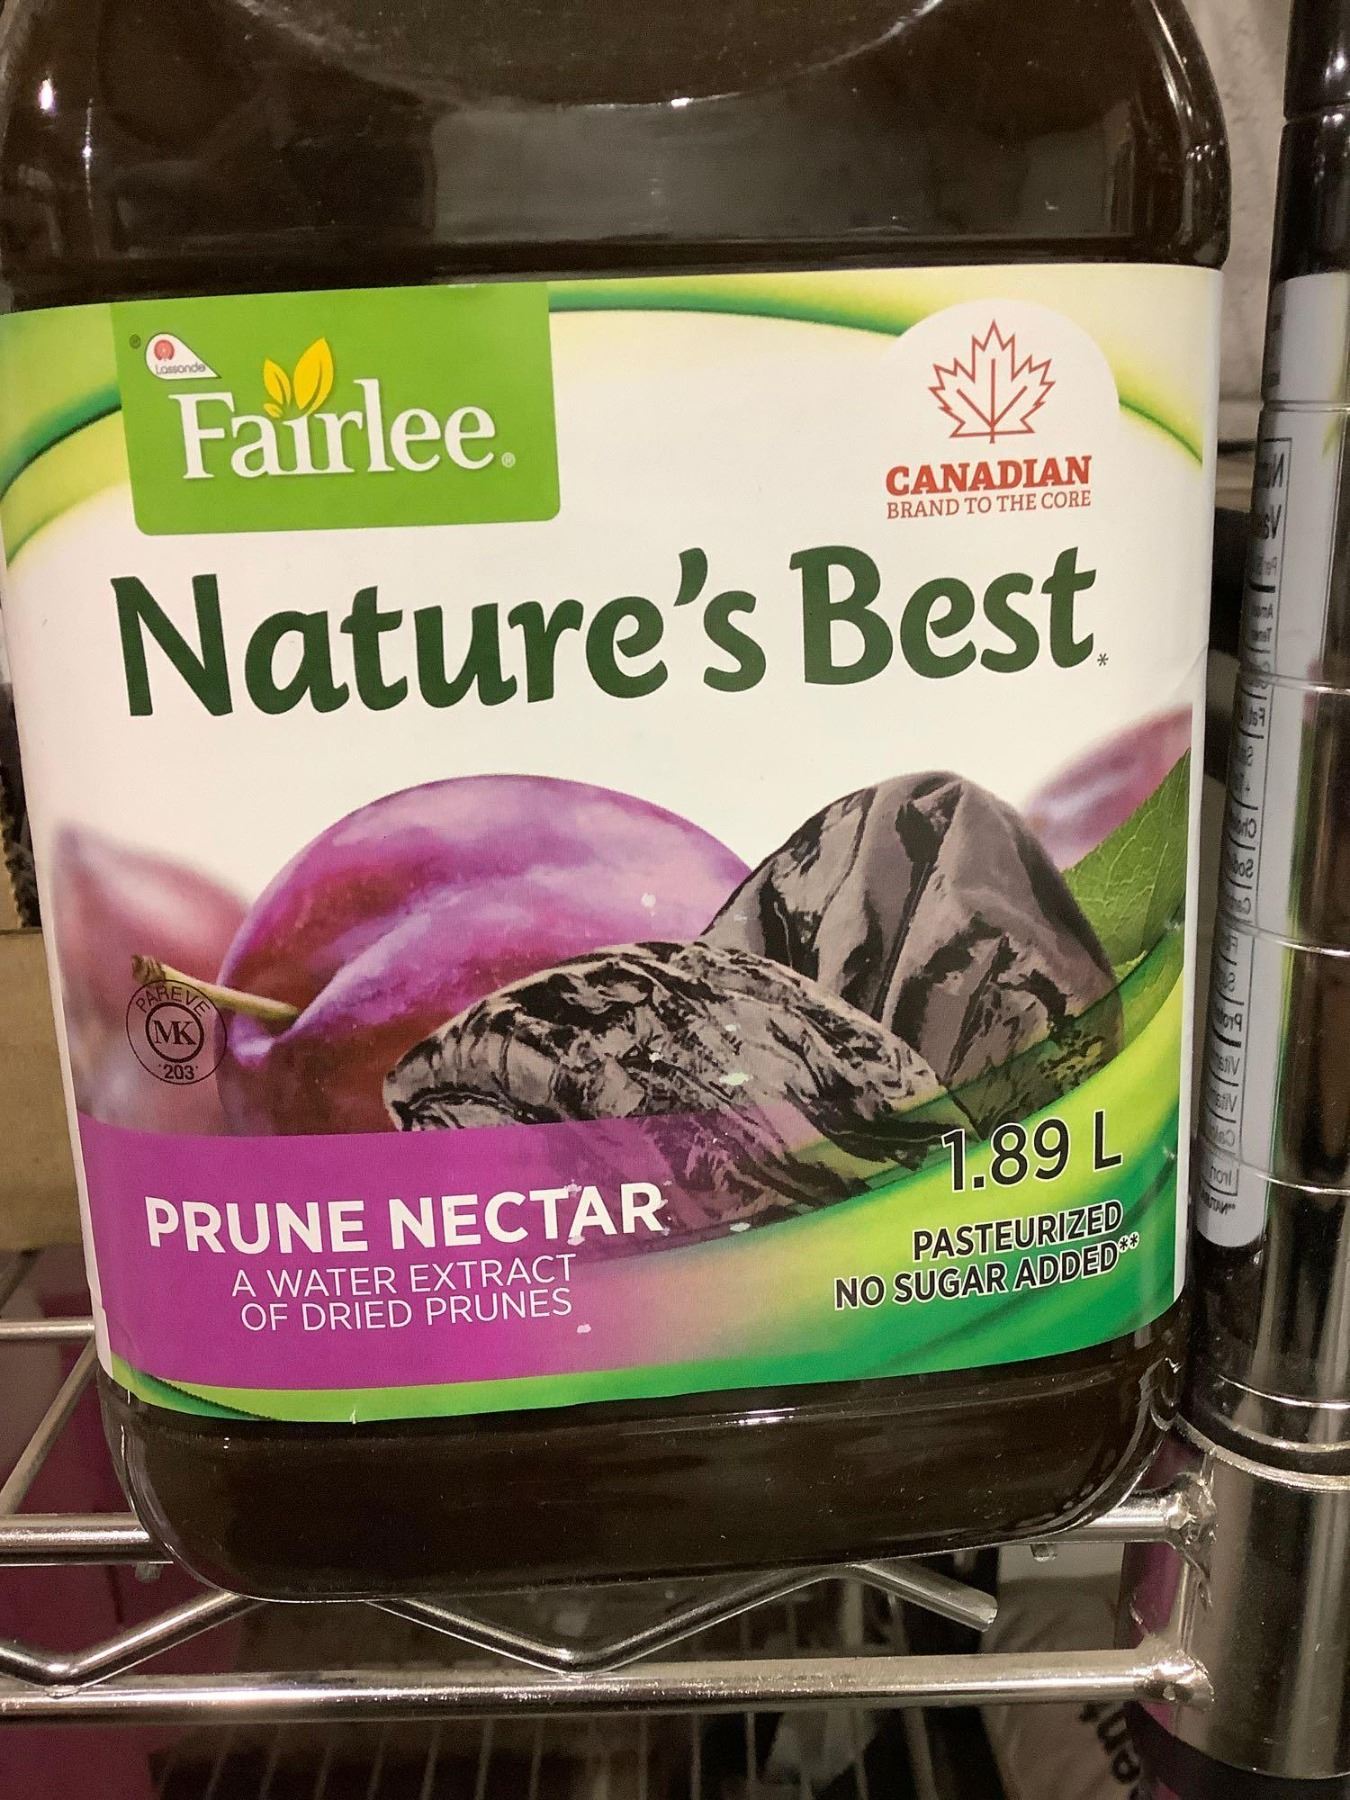 ® Lassonde
Fairlee®
CANADIAN
BRAND TO THE CORE
Nature's Best*
PAREVE
MK
203
PRUNE NECTAR
A WATER EXTRACT
OF DRIED PRUNES
1.89 L
PASTEURIZED
NO SUGAR ADDED**